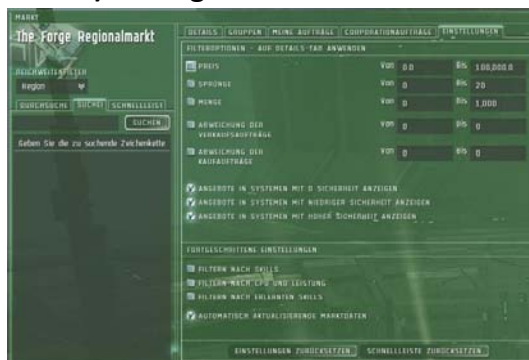 MARKT
The Forge Regionalmarkt
REICHWEITENFILTER
Region
DURCHSUCHE SUCHE SCHNELLLEIST
SUCHEN
Geben Sie die zu suchende Zeichenkette
DETAILS GRUPPEN MEINE AUFTRÄGE CORPORATIONAUFTRÄGE EINSTELLUNGEN
FILTEROPTIONEN - AUF DETAILS-TAB ANWENDEN
PREIS Von 0.0 Bis 100,000.0
SPRÜNGE Von 0 Bis 20
MENGE Von 0 Bis 1,000
ABWEICHUNG DER VERKAUFSAUFTRÄGE Von 0 Bis 0
ABWEICHUNG DER KAUFAUFTRÄGE Von 0 Bis 0
ANGEBOTE IN SYSTEMEN MIT 0 SICHERHEIT ANZEIGEN
ANGEBOTE IN SYSTEMEN MIT NIEDRIGER SICHERHEIT ANZEIGEN
ANGEBOTE IN SYSTEMEN MIT HOHER SICHERHEIT ANZEIGEN
FORTGESCHRITTENE EINSTELLUNGEN
FILTERN NACH SKILLS
FILTERN NACH CPU UND LEISTUNG
FILTERN NACH ERLERNTEN SKILLS
AUTOMATISCH AKTUALISIERENDE MARKTDATEN
EINSTELLUNGEN ZURÜCKSETZEN SCHNELLLEISTE ZURÜCKSETZEN